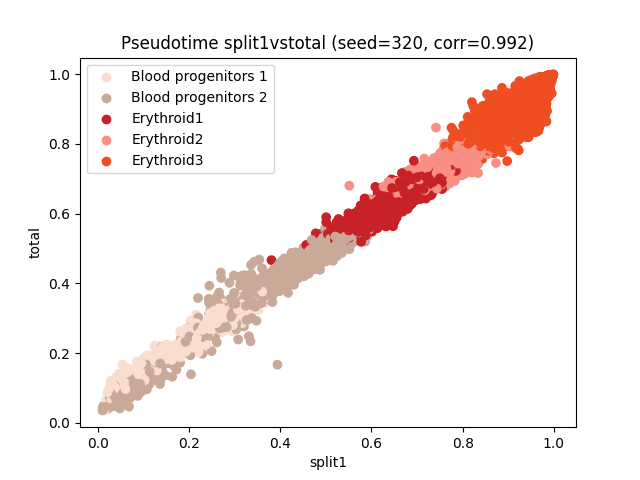 Pseudotime split1vstotal (seed=320, corr=0.992)
Blood progenitors 1
Blood progenitors 2
Erythroid1
Erythroid2
Erythroid3
total
1.0
0.8
0.6
0.4
0.2
0.0
0.0 0.2 0.4 0.6 0.8 1.0
split1